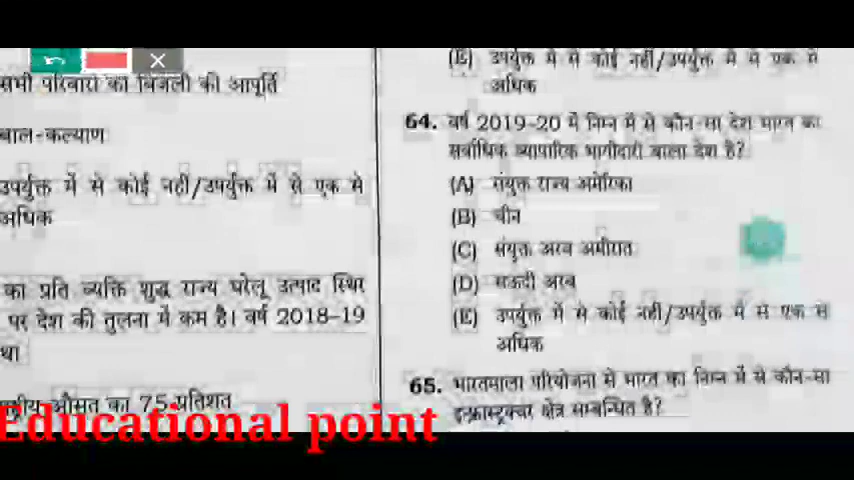 सभी परिवारों को बिजली की आपूर्ति
बाल-कल्याण
उपर्युक्त में से कोई नहीं/उपर्युक्त में से एक से
अधिक
का प्रति व्यक्ति शुद्ध राज्य घरेलू उत्पाद स्थिर
पर देश की तुलना में कम है। वर्ष 2018-19
था
औसत का 75 प्रतिशत
(E) उपर्युक्त में से कोई नहीं/उपर्युक्त में से एक से
अधिक
64. वर्ष 2019-20 में निम्न में से कौन-सा देश भारत का
सर्वाधिक व्यापारिक भागीदारी वाला देश है?
(A) संयुक्त राज्य अमेरिका
(B) चीन
(C) संयुक्त अरब अमीरात
(D) सऊदी अरब
(E) उपर्युक्त में से कोई नहीं/उपर्युक्त में से एक से
अधिक
65. भारतमाला परियोजना से भारत का निम्न में से कौन-सा
इन्फ्रास्ट्रक्चर क्षेत्र सम्बन्धित है?
Educational point